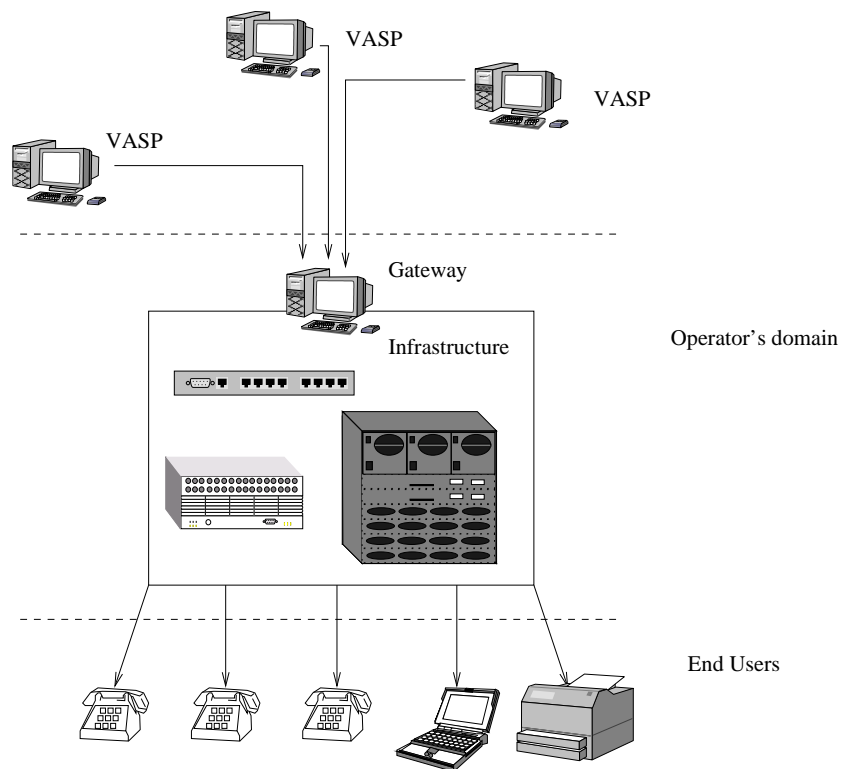 VASP
VASP
VASP
Gateway
Operator's domain
Infrastructure
End Users